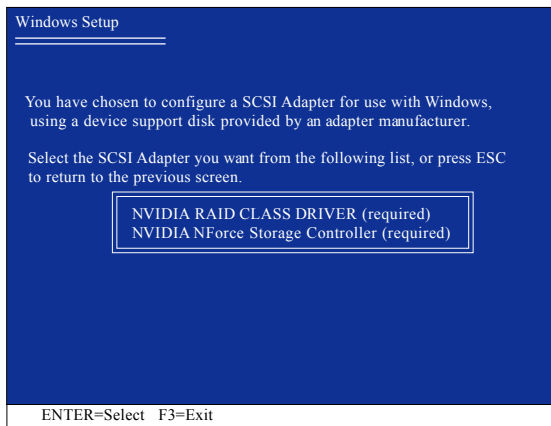 Windows Setup
You have chosen to configure a SCSI Adapter for use with Windows,
using a device support disk provided by an adapter manufacturer.
Select the SCSI Adapter you want from the following list, or press ESC
to return to the previous screen.
NVIDIA RAID CLASS DRIVER (required)
NVIDIA NForce Storage Controller (required)
ENTER=Select F3=Exit